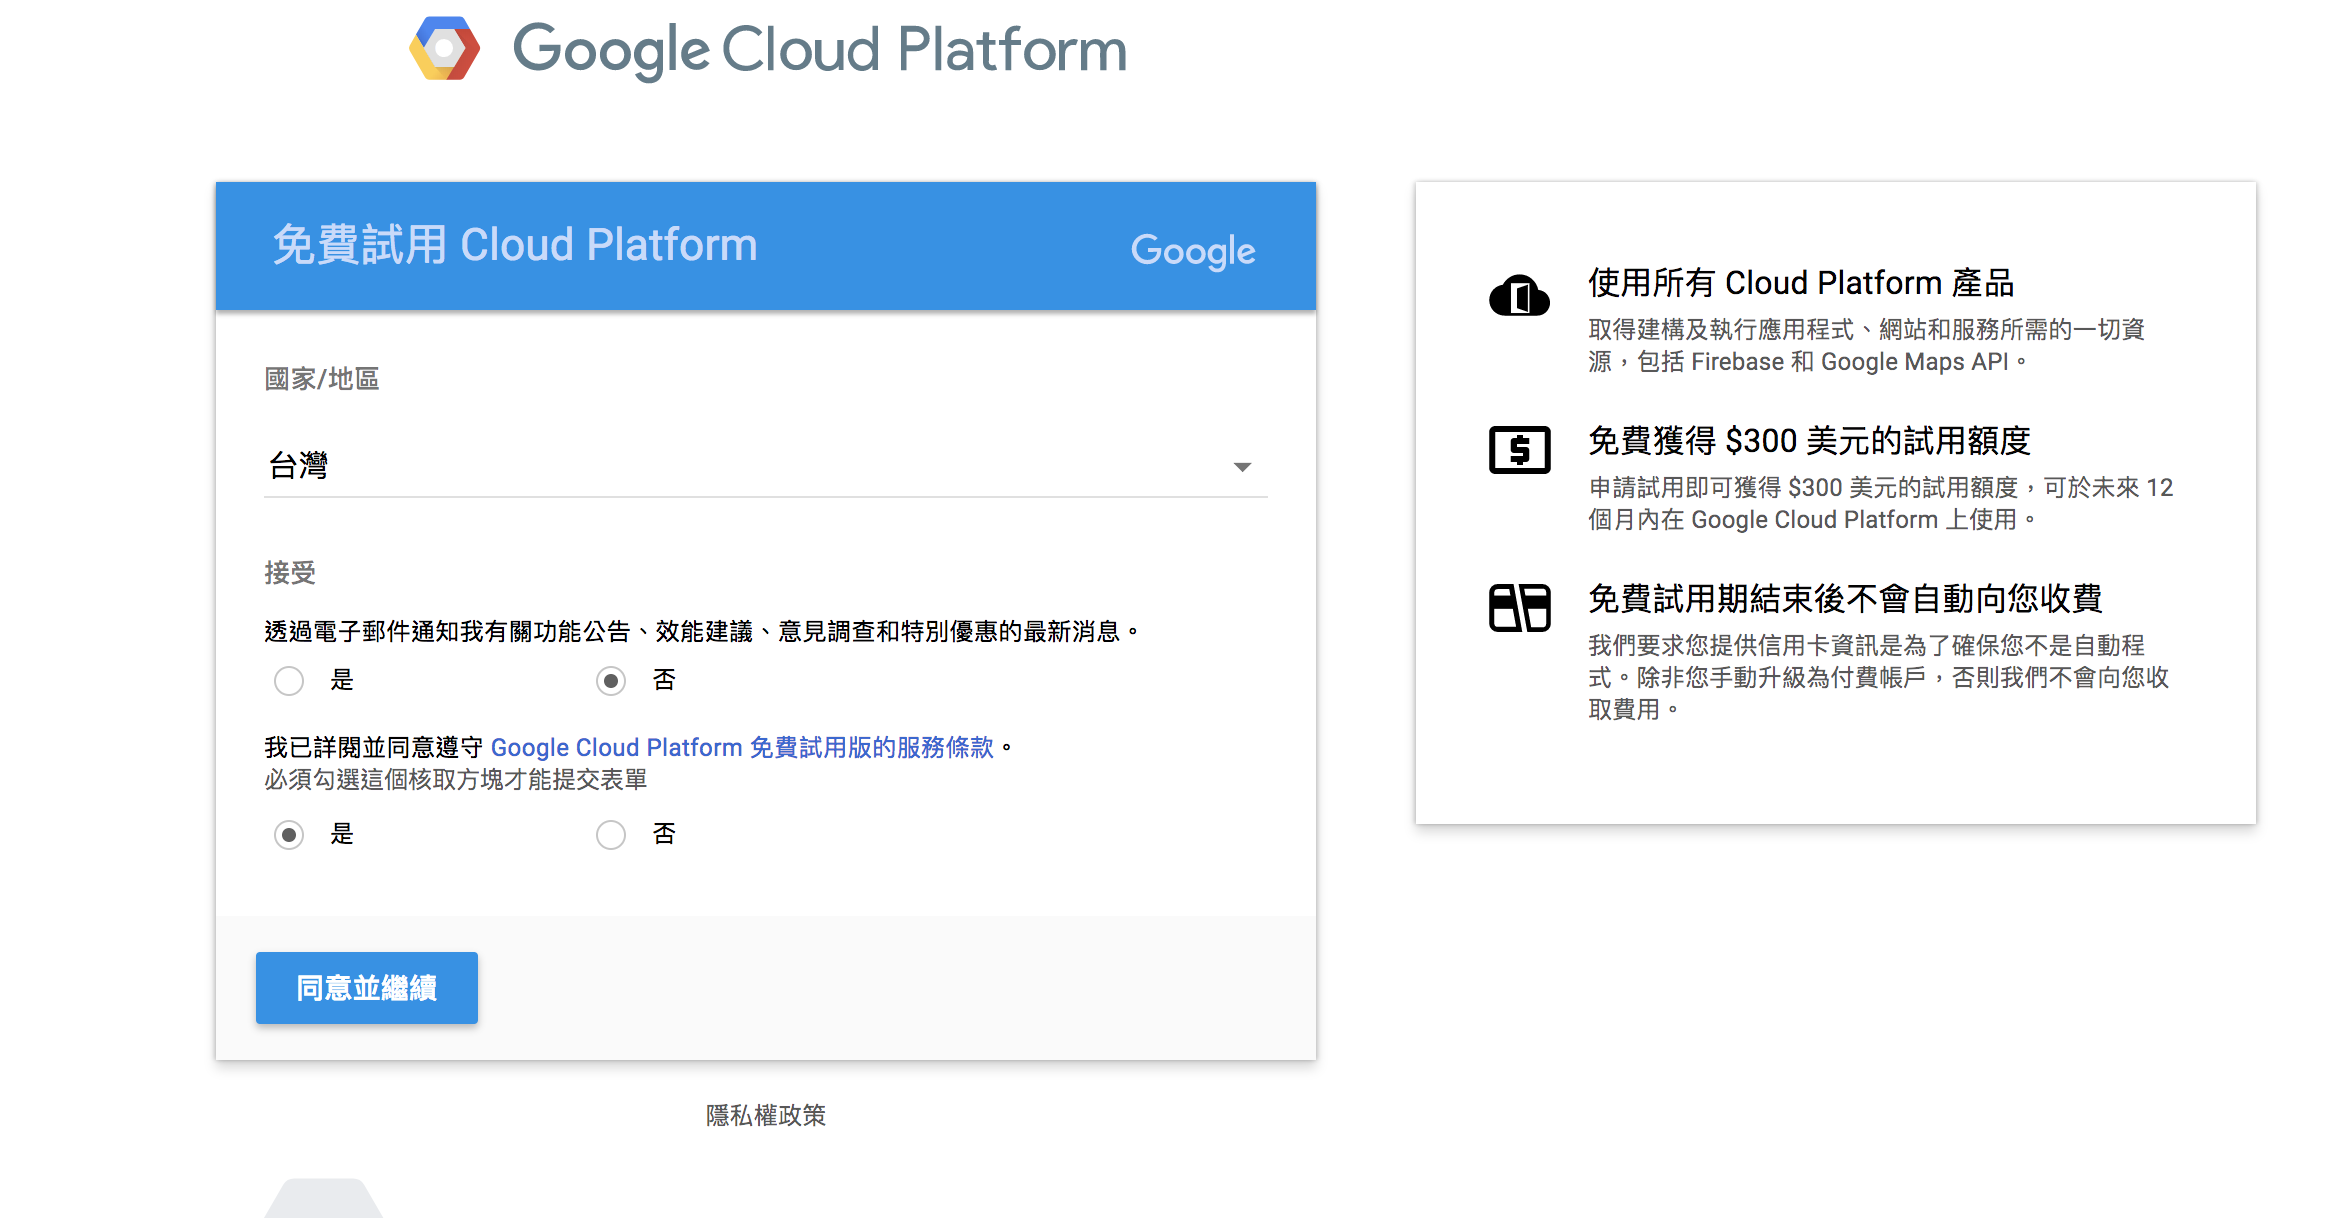 Google Cloud Platform
免費試用 Cloud Platform
Google
國家/地區
台灣
接受
透過電子郵件通知我有關功能公告、效能建議、意見調查和特別優惠的最新消息。
是
否
我已詳閱並同意遵守 Google Cloud Platform 免費試用版的服務條款。
必須勾選這個核取方塊才能提交表單
是
否
同意並繼續
隱私權政策
使用所有 Cloud Platform 產品
取得建構及執行應用程式、網站和服務所需的一切資
源，包括 Firebase 和 Google Maps API。
免費獲得 $300 美元的試用額度
申請試用即可獲得 $300 美元的試用額度，可於未來 12
個月內在 Google Cloud Platform 上使用。
免費試用期結束後不會自動向您收費
我們要求您提供信用卡資訊是為了確保您不是自動程
式。除非您手動升級為付費帳戶，否則我們不會向您收
取費用。